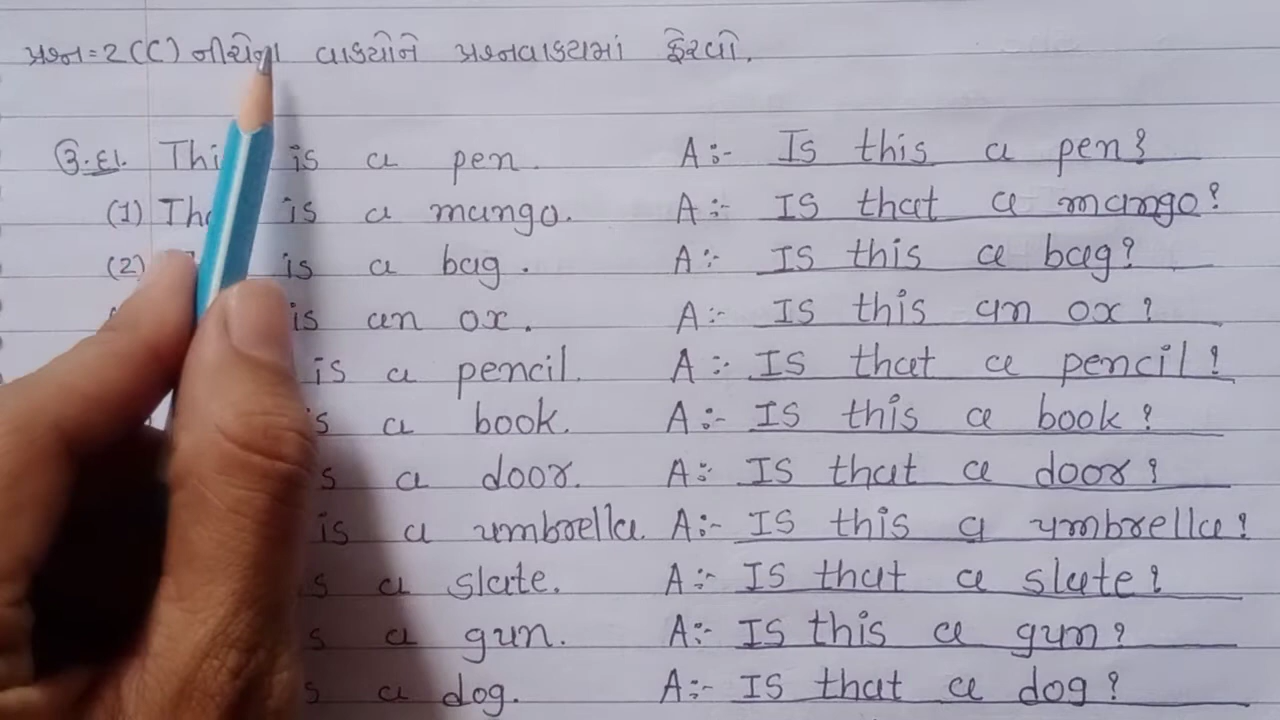 પ્રશ્ન=2 (C) નીચેના વાક્યોને પ્રશ્નવાક્યમાં ફેરવો.
ઉ.દા. Thi is a pen. A:- Is this a pen?
(1) Tha is a mango. A:- IS that a mango?
(2) is a bag. A:- IS this a bag?
is an ox. A:- IS this an ox?
is a pencil. A:- IS that a pencil?
s a book. A:- IS this a book?
s a door. A:- IS that a door?
is a umbrella. A:- IS this a umbrella?
s a slate. A:- IS that a slate?
s a gun. A:- IS this a gun?
s a dog. A:- IS that a dog?